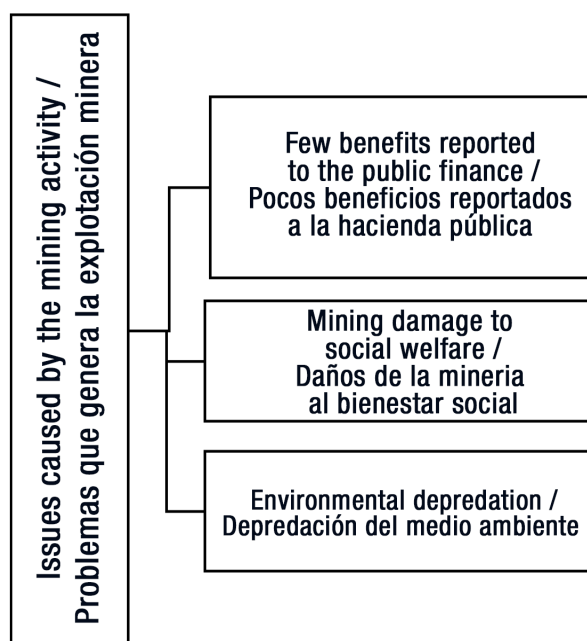 Issues caused by the mining activity /
Problemas que genera la explotación minera
Few benefits reported
to the public finance /
Pocos beneficios reportados
a la hacienda pública
Mining damage to
social welfare /
Daños de la mineria
al bienestar social
Environmental depredation /
Depredación del medio ambiente